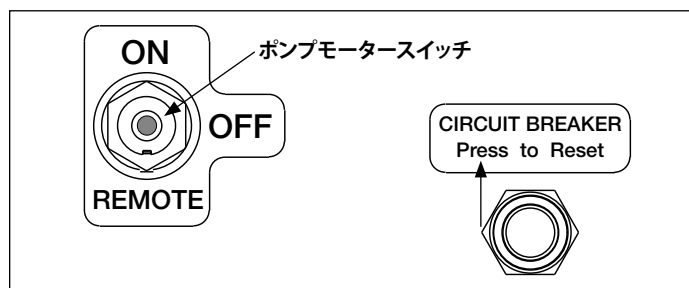 ON
ポンプモータースイッチ
OFF
REMOTE
CIRCUIT BREAKER
Press to Reset